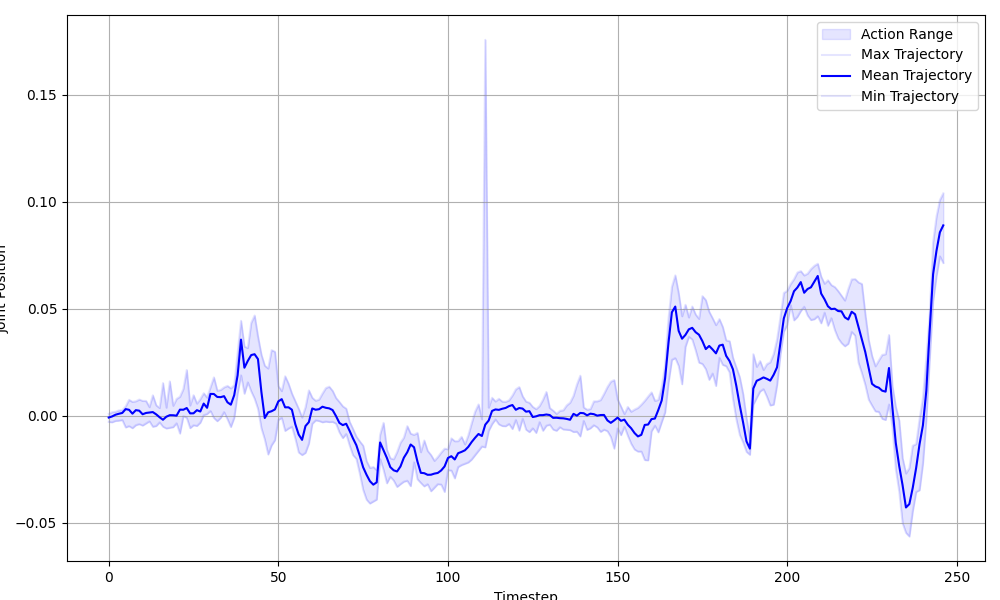 Action Range
Max Trajectory
Mean Trajectory
Min Trajectory
0.15
0.10
0.05
0.00
−0.05
0
50
100
150
200
250
Joint Position
Timestep